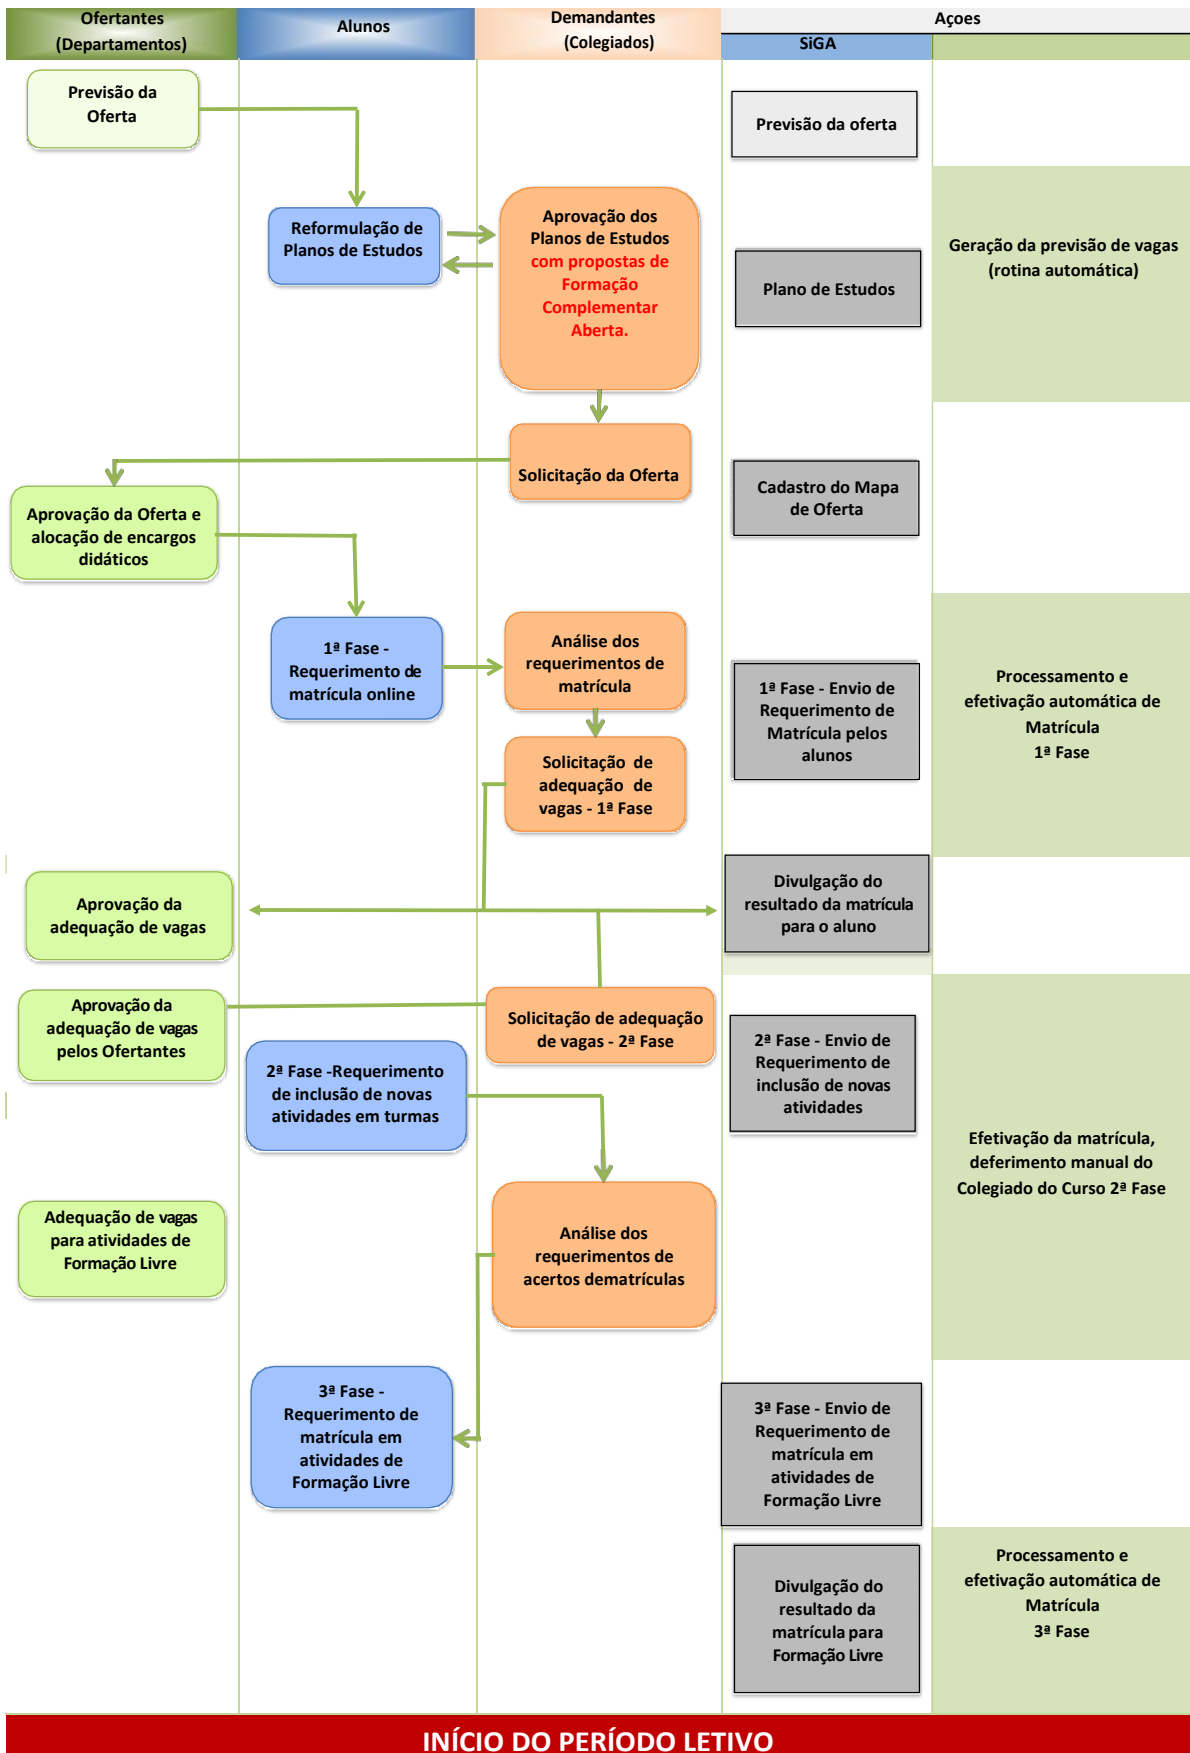 Ofertantes
(Departamentos)
Alunos
Demandantes
(Colegiados)
Açoes
SiGA
Previsão da
Oferta
Previsão da oferta
Reformulação de
Planos de Estudos
Aprovação dos
Planos de Estudos
com propostas de
Formação
Complementar
Aberta.
Plano de Estudos
Geração da previsão de vagas
(rotina automática)
Solicitação da Oferta
Cadastro do Mapa
de Oferta
Aprovação da Oferta e
alocação de encargos
didáticos
1ª Fase -
Requerimento de
matrícula online
Análise dos
requerimentos de
matrícula
1ª Fase - Envio de
Requerimento de
Matrícula pelos
alunos
Processamento e
efetivação automática de
Matrícula
1ª Fase
Solicitação de
adequação de
vagas - 1ª Fase
Aprovação da
adequação de vagas
Divulgação do
resultado da matrícula
para o aluno
Aprovação da
adequação de vagas
pelos Ofertantes
Solicitação de adequação
de vagas - 2ª Fase
2ª Fase -Requerimento
de inclusão de novas
atividades em turmas
2ª Fase - Envio de
Requerimento de
inclusão de novas
atividades
Efetivação da matrícula,
deferimento manual do
Colegiado do Curso 2ª Fase
Adequação de vagas
para atividades de
Formação Livre
Análise dos
requerimentos de
acertos dematrículas
3ª Fase -
Requerimento de
matrícula em
atividades de
Formação Livre
3ª Fase - Envio de
Requerimento de
matrícula em
atividades de
Formação Livre
Divulgação do
resultado da
matrícula para
Formação Livre
Processamento e
efetivação automática de
Matrícula
3ª Fase
INÍCIO DO PERÍODO LETIVO